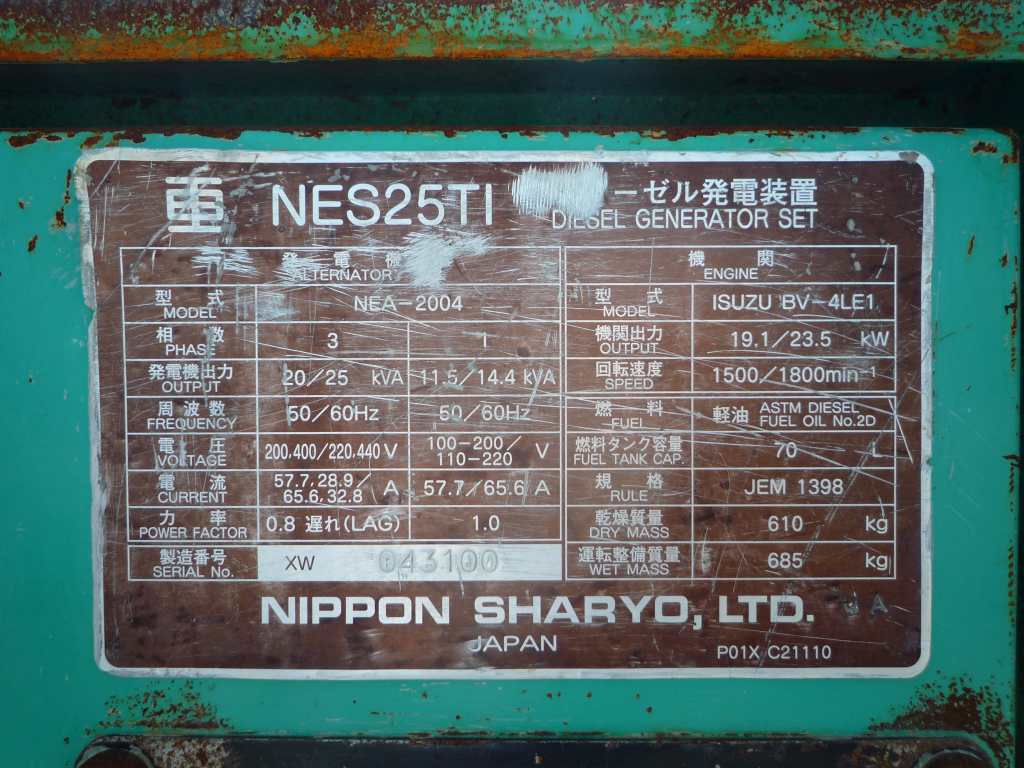 NES25TI ーゼル発電装置
DIESEL GENERATOR SET
発電機
ALTERNATOR
型式 MODEL NEA-2004
相数 PHASE 3 1
発電機出力 OUTPUT 20/25 kVA 11.5/14.4 kVA
周波数 FREQUENCY 50/60Hz 50/60Hz
電圧 VOLTAGE 200,400/220,440 V 100-200/110-220 V
電流 CURRENT 57.7,28.9/65.6,32.8 A 57.7/65.6 A
力率 POWER FACTOR 0.8 遅れ(LAG) 1.0
製造番号 SERIAL No. XW 043100
機関
ENGINE
型式 MODEL ISUZU BV-4LE1
機関出力 OUTPUT 19.1/23.5 kW
回転速度 SPEED 1500/1800min⁻¹
燃料 FUEL 軽油 ASTM DIESEL FUEL OIL No.2D
燃料タンク容量 FUEL TANK CAP. 70 L
規格 RULE JEM 1398
乾燥質量 DRY MASS 610 kg
運転整備質量 WET MASS 685 kg
NIPPON SHARYO, LTD.
JAPAN
P01X C21110